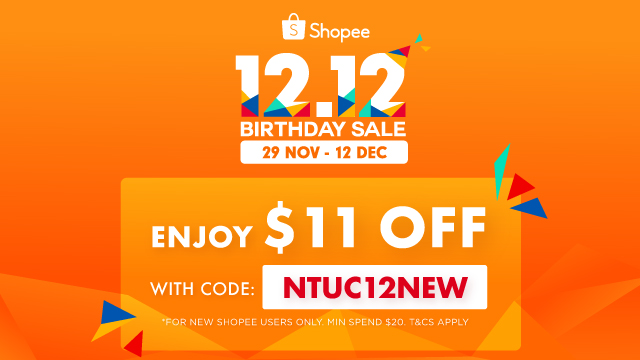 Shopee
12.12
BIRTHDAY SALE
29 NOV - 12 DEC
ENJOY $11 OFF
WITH CODE: NTUC12NEW
*FOR NEW SHOPEE USERS ONLY. MIN SPEND $20. T&CS APPLY